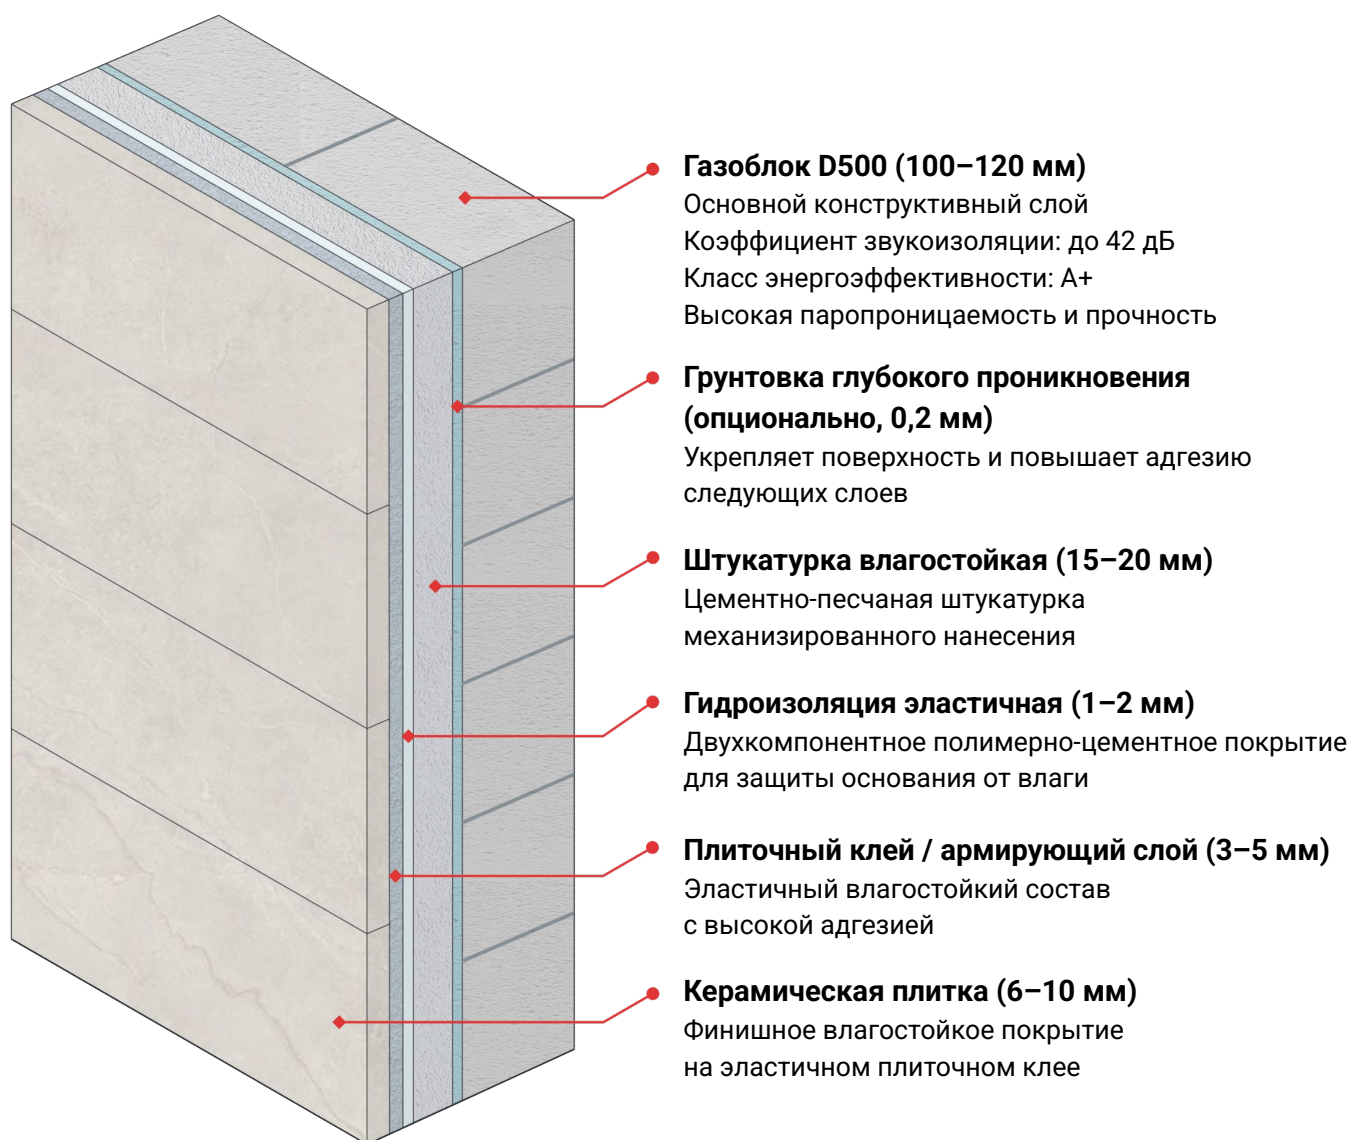 Газоблок D500 (100–120 мм)
Основной конструктивный слой
Коэффициент звукоизоляции: до 42 дБ
Класс энергоэффективности: А+
Высокая паропроницаемость и прочность
Грунтовка глубокого проникновения
(опционально, 0,2 мм)
Укрепляет поверхность и повышает адгезию
следующих слоев
Штукатурка влагостойкая (15–20 мм)
Цементно-песчаная штукатурка
механизированного нанесения
Гидроизоляция эластичная (1–2 мм)
Двухкомпонентное полимерно-цементное покрытие
для защиты основания от влаги
Плиточный клей / армирующий слой (3–5 мм)
Эластичный влагостойкий состав
с высокой адгезией
Керамическая плитка (6–10 мм)
Финишное влагостойкое покрытие
на эластичном плиточном клее